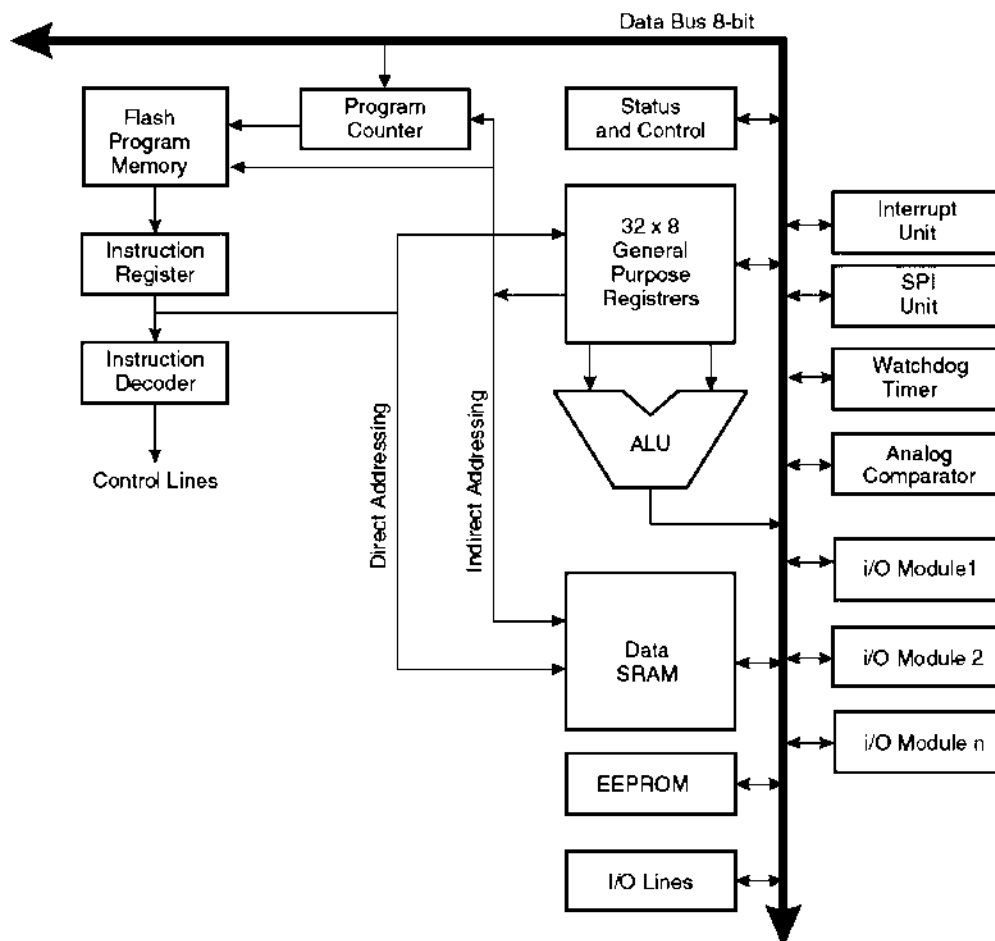 Data Bus 8-bit
Flash
Program
Memory
Program
Counter
Status
and Control
32 x 8
General
Purpose
Registrers
Interrupt
Unit
Instruction
Register
SPI
Unit
Instruction
Decoder
Watchdog
Timer
ALU
Analog
Comparator
Control Lines
Direct Addressing
Indirect Addressing
i/O Module1
Data
SRAM
i/O Module 2
i/O Module n
EEPROM
I/O Lines